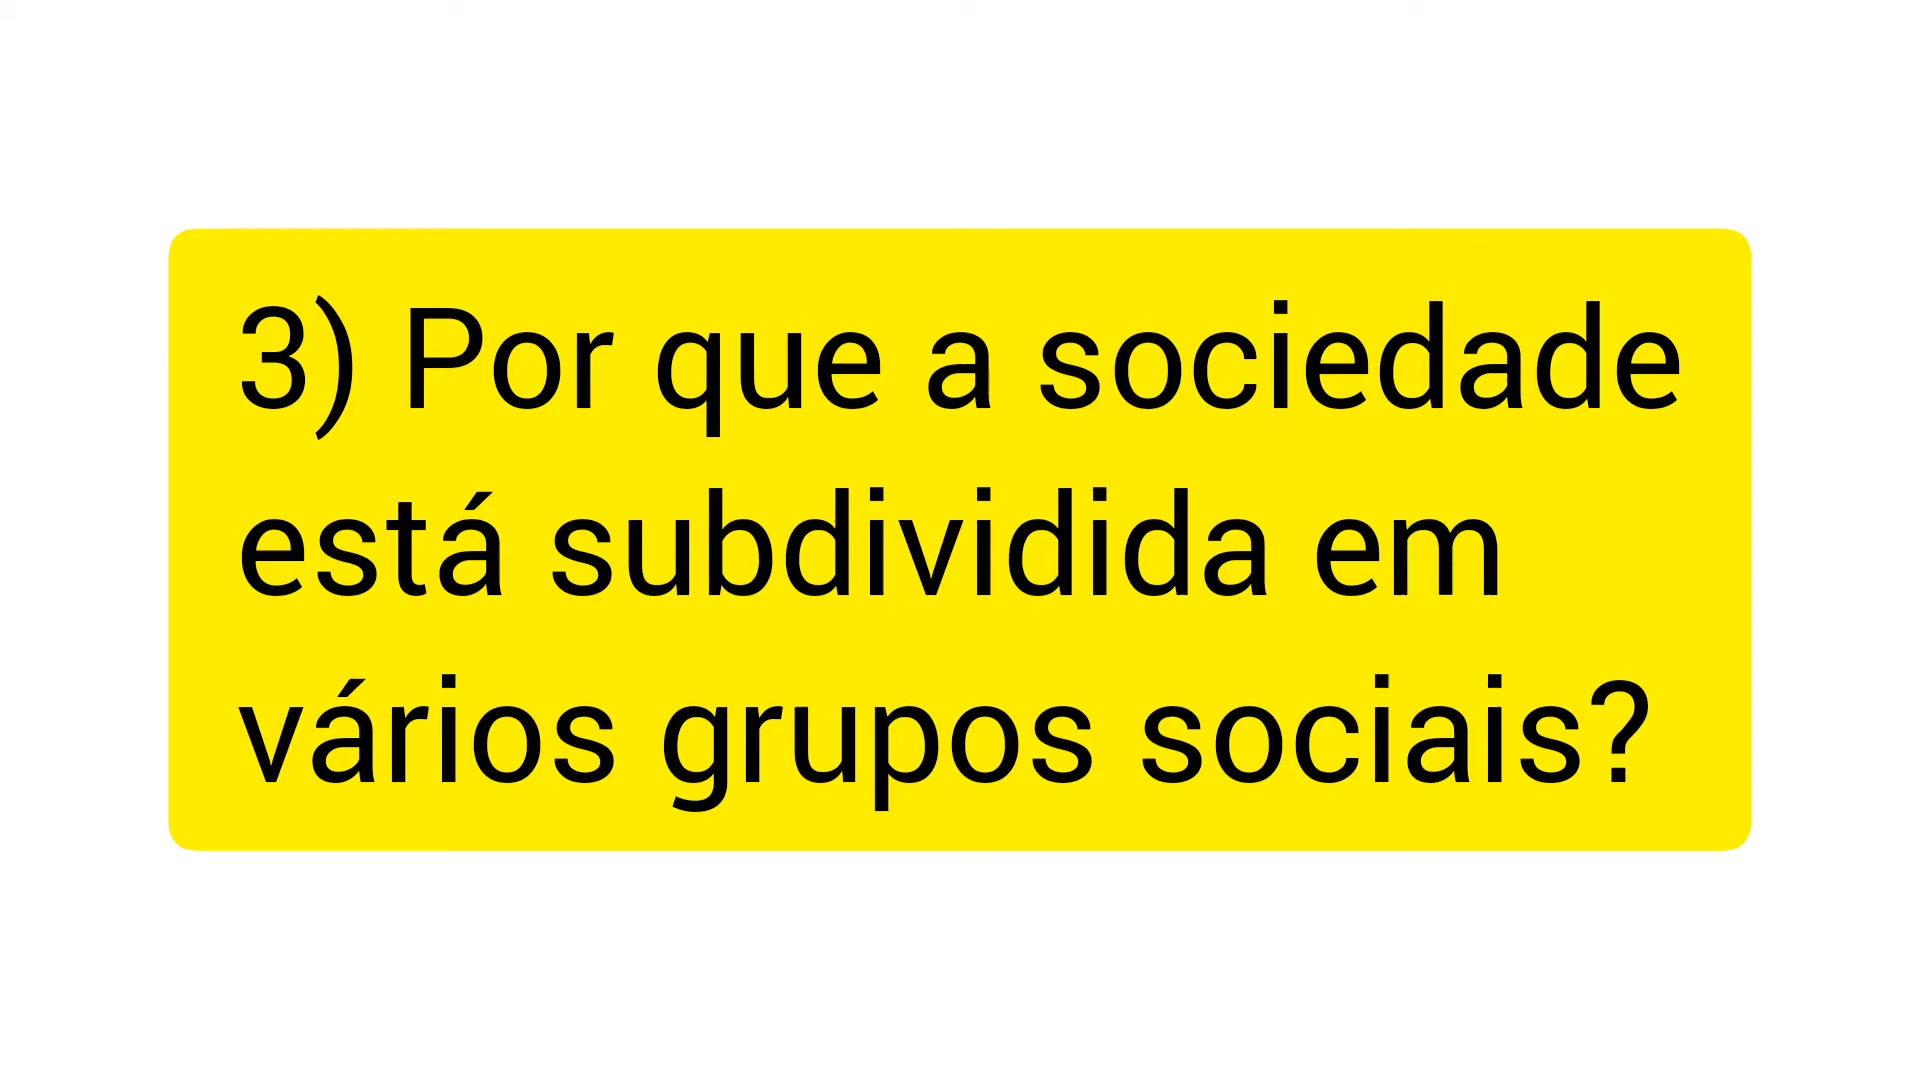 3) Por que a sociedade
está subdividida em
vários grupos sociais?